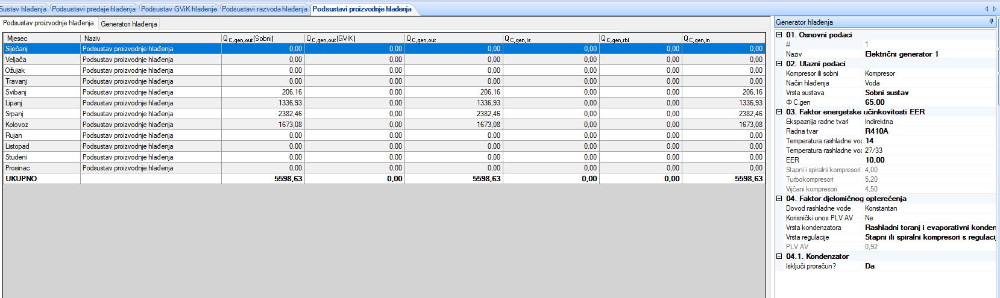 Sustav hlađenja Podsustavi predaje hlađenja Podsustav GViK hlađenje Podsustavi razvoda hlađenja Podsustavi proizvodnje hlađenja
Podsustav proizvodnje hlađenja Generatori hlađenja
Mjesec Naziv Q C,gen,out(Sobni) Q C,gen,out(GVIK) Q C,gen,out Q C,gen,ls Q C,gen,rbl Q C,gen,in
Siječanj Podsustav proizvodnje hlađenja 0,00 0,00 0,00 0,00 0,00 0,00
Veljača Podsustav proizvodnje hlađenja 0,00 0,00 0,00 0,00 0,00 0,00
Ožujak Podsustav proizvodnje hlađenja 0,00 0,00 0,00 0,00 0,00 0,00
Travanj Podsustav proizvodnje hlađenja 0,00 0,00 0,00 0,00 0,00 0,00
Svibanj Podsustav proizvodnje hlađenja 206,16 0,00 206,16 0,00 0,00 206,16
Lipanj Podsustav proizvodnje hlađenja 1336,93 0,00 1336,93 0,00 0,00 1336,93
Srpanj Podsustav proizvodnje hlađenja 2382,46 0,00 2382,46 0,00 0,00 2382,46
Kolovoz Podsustav proizvodnje hlađenja 1673,08 0,00 1673,08 0,00 0,00 1673,08
Rujan Podsustav proizvodnje hlađenja 0,00 0,00 0,00 0,00 0,00 0,00
Listopad Podsustav proizvodnje hlađenja 0,00 0,00 0,00 0,00 0,00 0,00
Studeni Podsustav proizvodnje hlađenja 0,00 0,00 0,00 0,00 0,00 0,00
Prosinac Podsustav proizvodnje hlađenja 0,00 0,00 0,00 0,00 0,00 0,00
UKUPNO 5598,63 0,00 5598,63 0,00 0,00 5598,63
Generator hlađenja
01. Osnovni podaci
# 1
Naziv Električni generator 1
02. Ulazni podaci
Kompresor ili sobni Kompresor
Način hlađenja Voda
Vrsta sustava Sobni sustav
Φ C,gen 65,00
03. Faktor energetske učinkovitosti EER
Ekspaznija radne tvari Indirektna
Radna tvar R410A
Temperatura rashladne vod 14
Temperatura rashladne vod 27/33
EER 10,00
Stapni i spiralni kompresori 4,00
Turbokompresori 5,20
Vijčani kompresori 4,50
04. Faktor djelomičnog opterećenja
Dovod rashladne vode Konstantan
Korisnički unos PLV AV Ne
Vrsta kondenzatora Rashladni toranj i evaporativni konden
Vrsta regulacije Stapni ili spiralni kompresori s regulacij
PLV AV 0,92
04.1. Kondenzator
Isključi proračun? Da